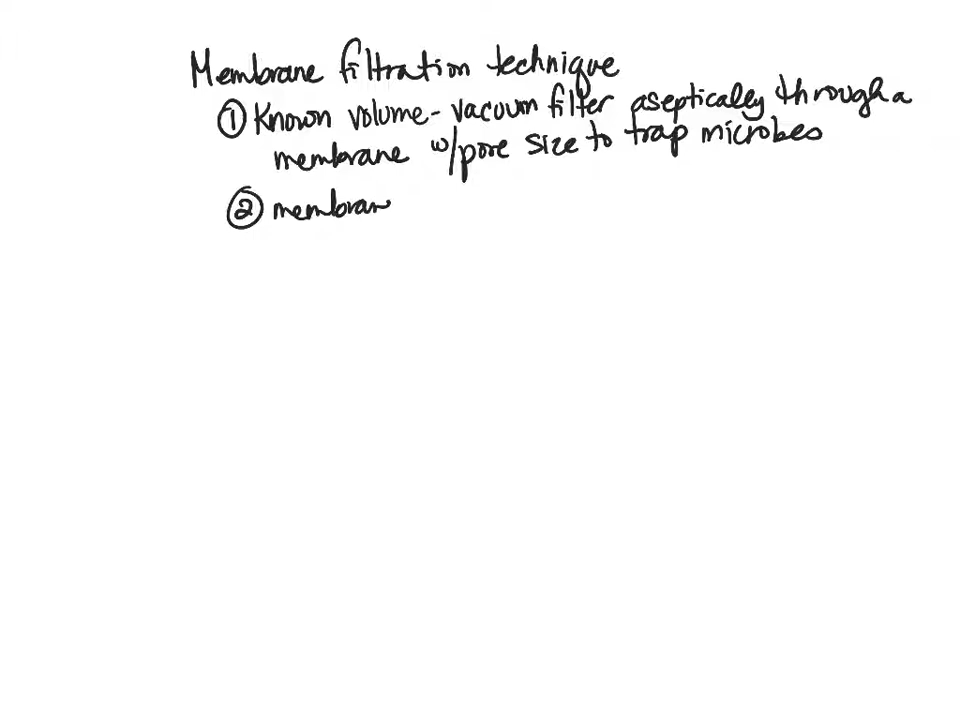 Membrane filtration technique
① Known volume - vacuum filter aseptically through a
membrane w/pore size to trap microbes
② membran